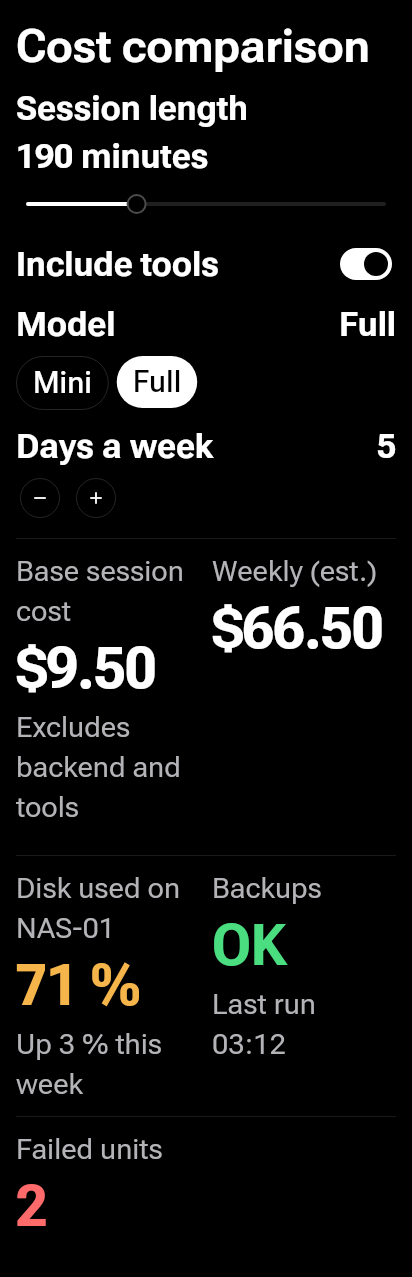 Cost comparison
Session length
190 minutes
Include tools
Model Full
Mini Full
Days a week 5
− +
Base session
cost
$9.50
Excludes
backend and
tools
Weekly (est.)
$66.50
Disk used on
NAS-01
71 %
Up 3 % this
week
Backups
OK
Last run
03:12
Failed units
2